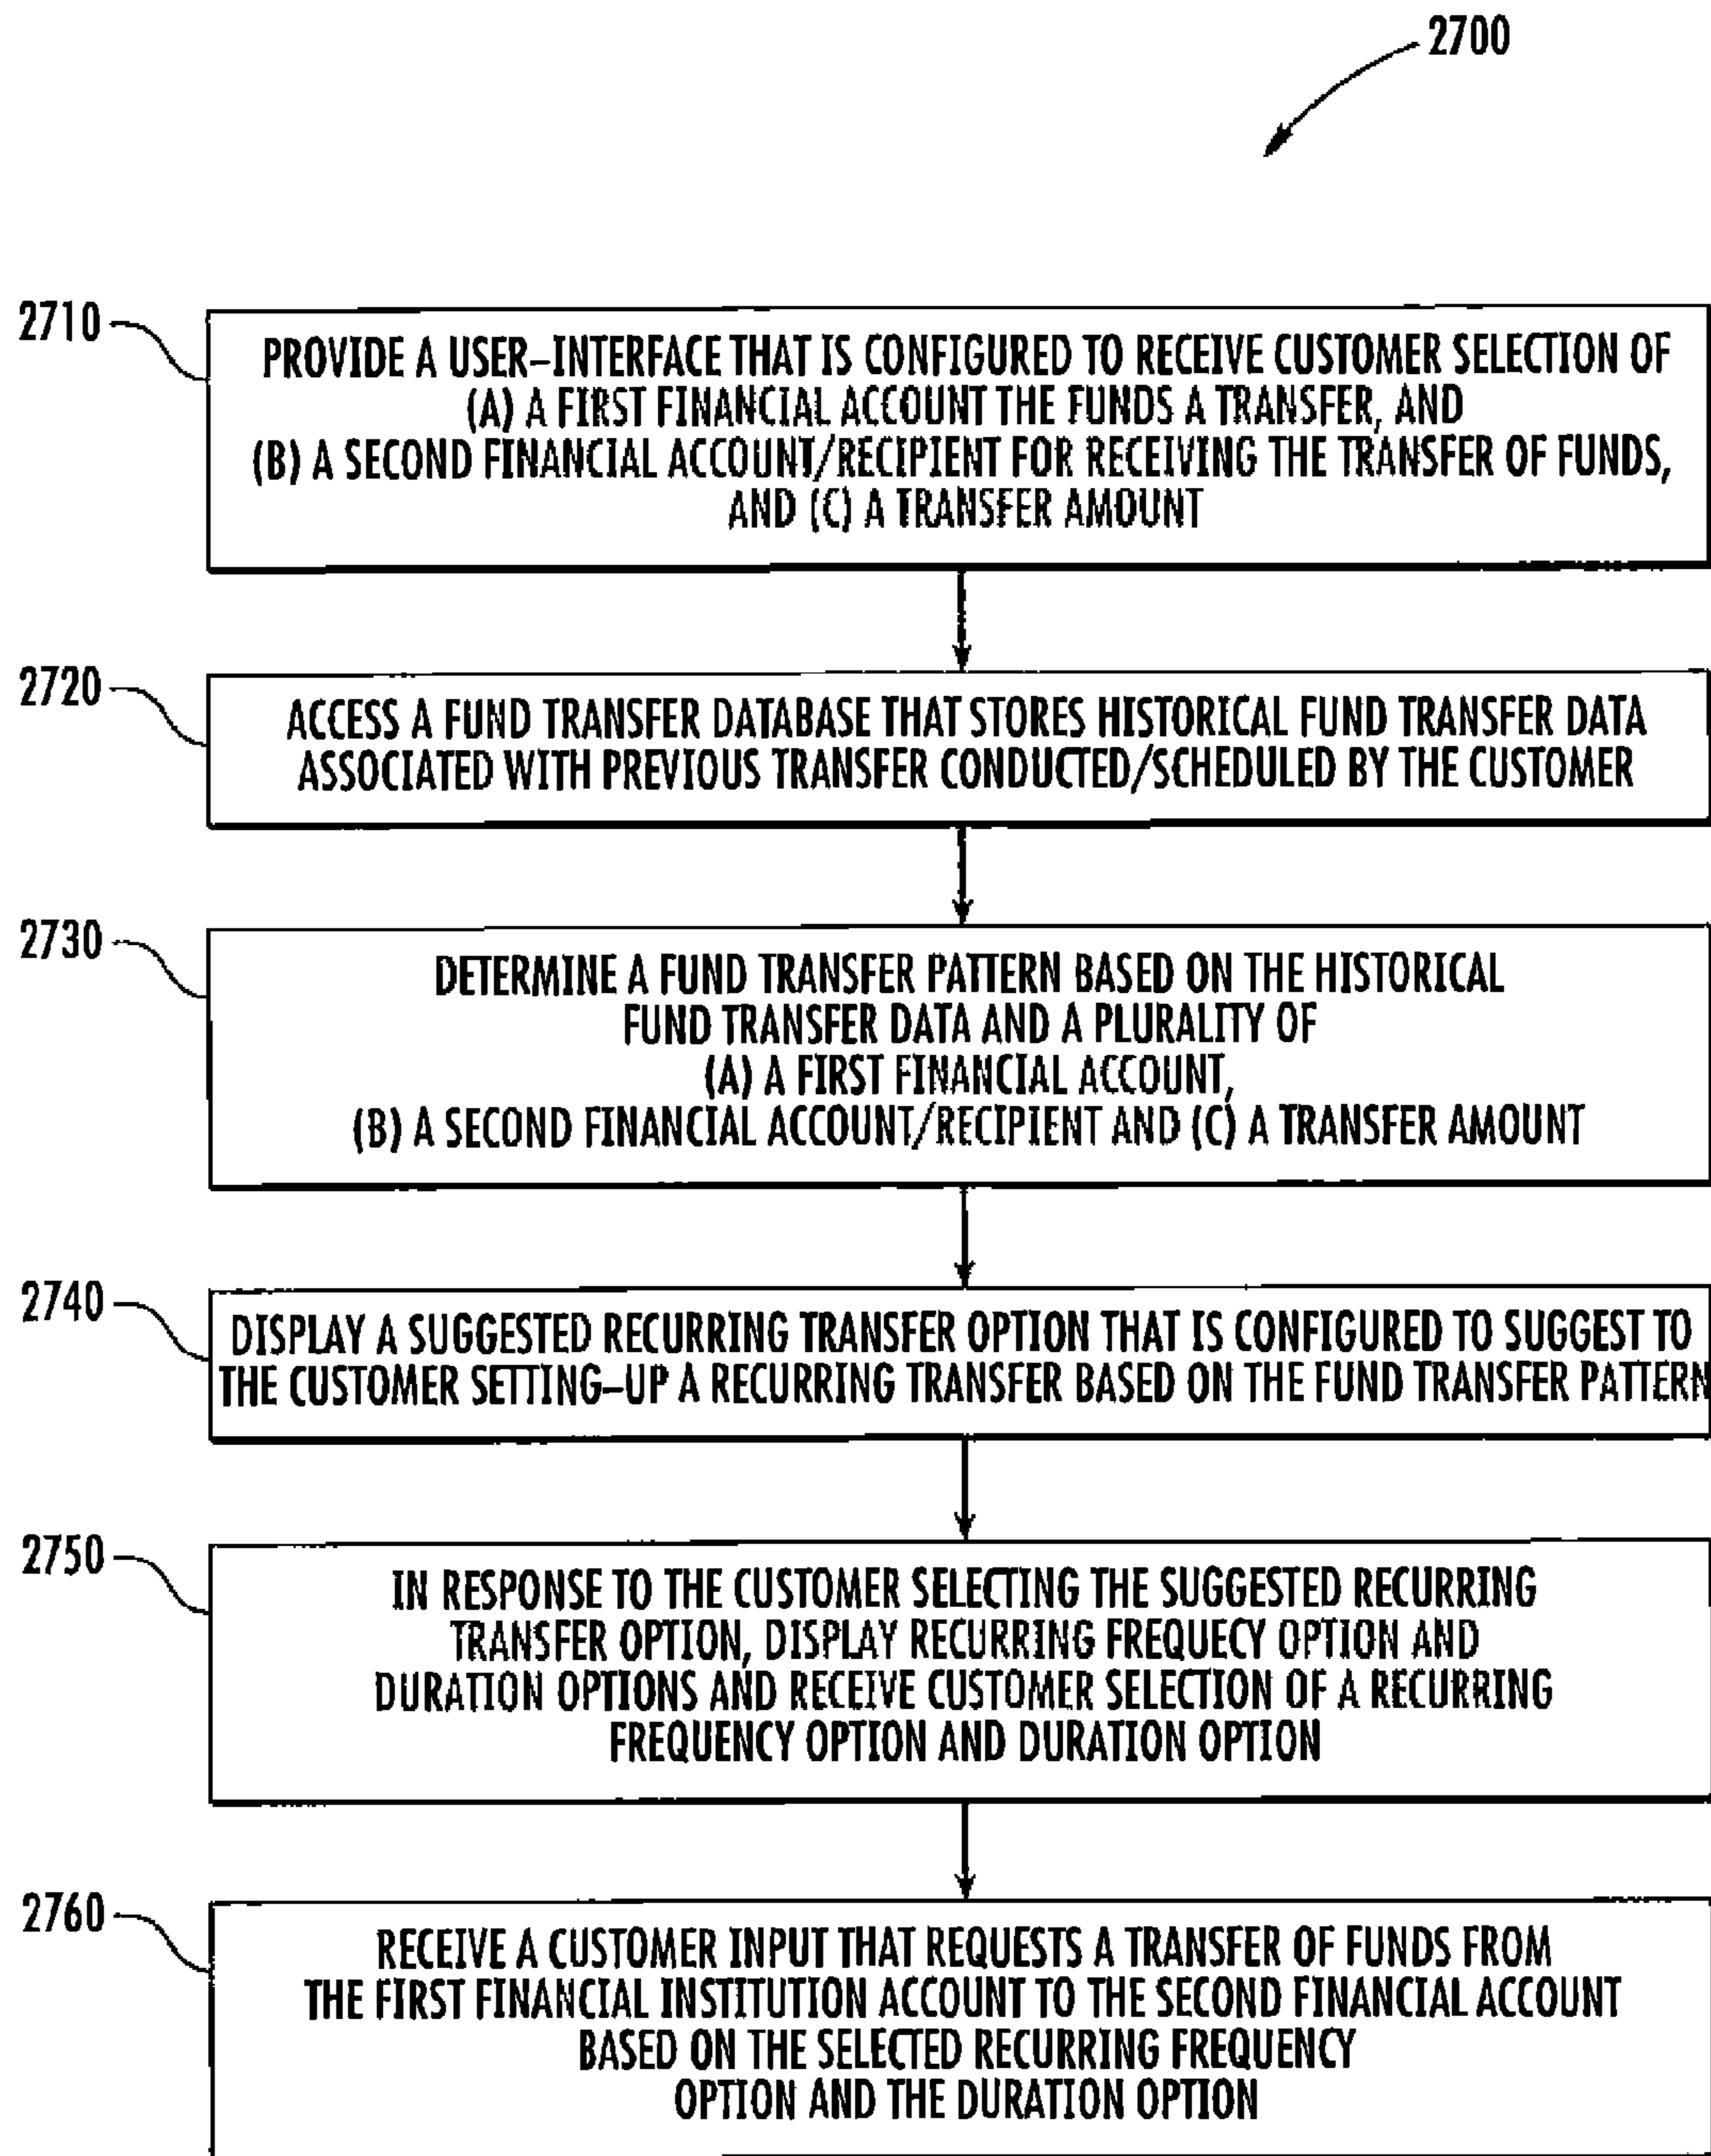 2700
2710
PROVIDE A USER-INTERFACE THAT IS CONFIGURED TO RECEIVE CUSTOMER SELECTION OF
(A) A FIRST FINANCIAL ACCOUNT THE FUNDS A TRANSFER, AND
(B) A SECOND FINANCIAL ACCOUNT/RECIPIENT FOR RECEIVING THE TRANSFER OF FUNDS,
AND (C) A TRANSFER AMOUNT
2720
ACCESS A FUND TRANSFER DATABASE THAT STORES HISTORICAL FUND TRANSFER DATA
ASSOCIATED WITH PREVIOUS TRANSFER CONDUCTED/SCHEDULED BY THE CUSTOMER
2730
DETERMINE A FUND TRANSFER PATTERN BASED ON THE HISTORICAL
FUND TRANSFER DATA AND A PLURALITY OF
(A) A FIRST FINANCIAL ACCOUNT,
(B) A SECOND FINANCIAL ACCOUNT/RECIPIENT AND (C) A TRANSFER AMOUNT
2740
DISPLAY A SUGGESTED RECURRING TRANSFER OPTION THAT IS CONFIGURED TO SUGGEST TO
THE CUSTOMER SETTING-UP A RECURRING TRANSFER BASED ON THE FUND TRANSFER PATTERN
2750
IN RESPONSE TO THE CUSTOMER SELECTING THE SUGGESTED RECURRING
TRANSFER OPTION, DISPLAY RECURRING FREQUECY OPTION AND
DURATION OPTIONS AND RECEIVE CUSTOMER SELECTION OF A RECURRING
FREQUENCY OPTION AND DURATION OPTION
2760
RECEIVE A CUSTOMER INPUT THAT REQUESTS A TRANSFER OF FUNDS FROM
THE FIRST FINANCIAL INSTITUTION ACCOUNT TO THE SECOND FINANCIAL ACCOUNT
BASED ON THE SELECTED RECURRING FREQUENCY
OPTION AND THE DURATION OPTION